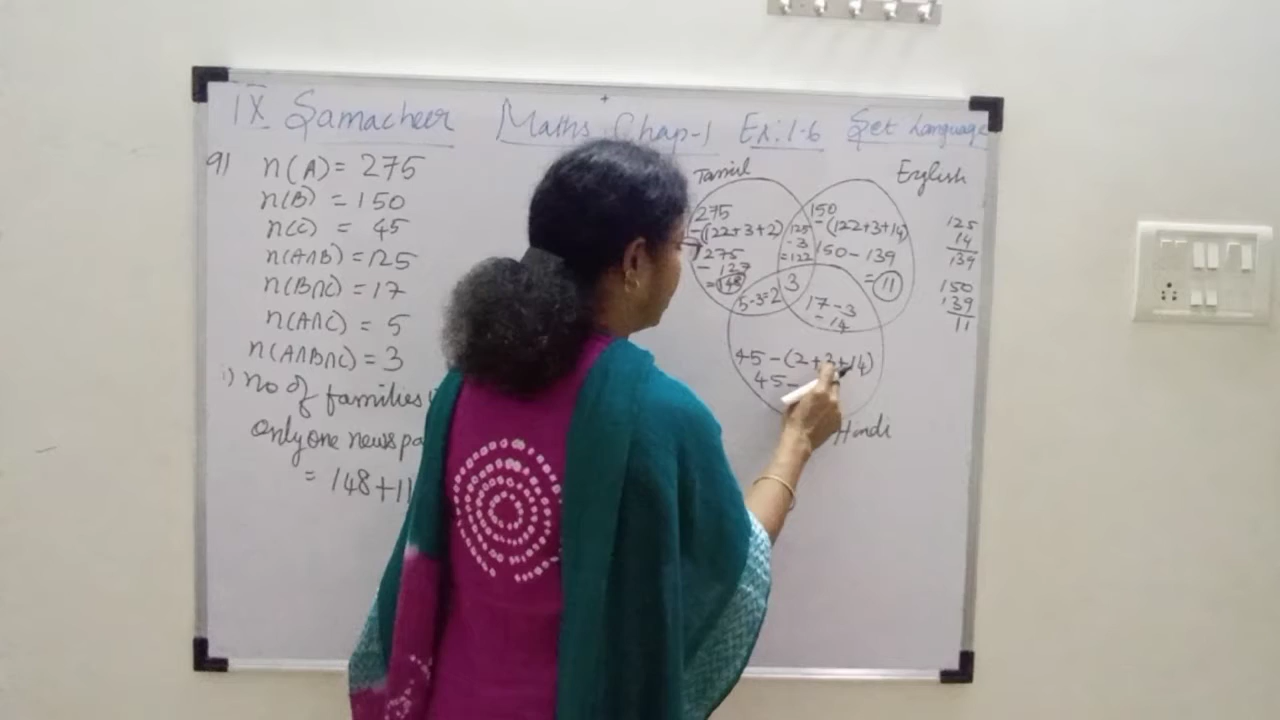 IX Samacheer Maths Chap-1 Ex: 1.6 Set Language
9) n(A) = 275
n(B) = 150
n(C) = 45
n(A∩B) = 125
n(B∩C) = 17
n(A∩C) = 5
n(A∩B∩C) = 3
i) No of families
Only one newspa
= 148+11
Tamil
English
275
-(122+3+2)
275
- 127
= 148
125
- 3
= 122
150
-(122+3+14)
150 - 139
= 11
5-3=2
3
17-3
- 14
45-(2+3+14)
45-
Hindi
125
14
139
150
139
11